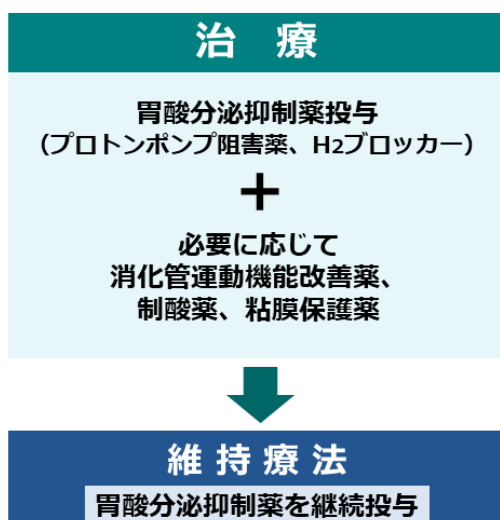 治 療
胃酸分泌抑制薬投与
（プロトンポンプ阻害薬、H2ブロッカー）
＋
必要に応じて
消化管運動機能改善薬、
制酸薬、粘膜保護薬
維持療法
胃酸分泌抑制薬を継続投与